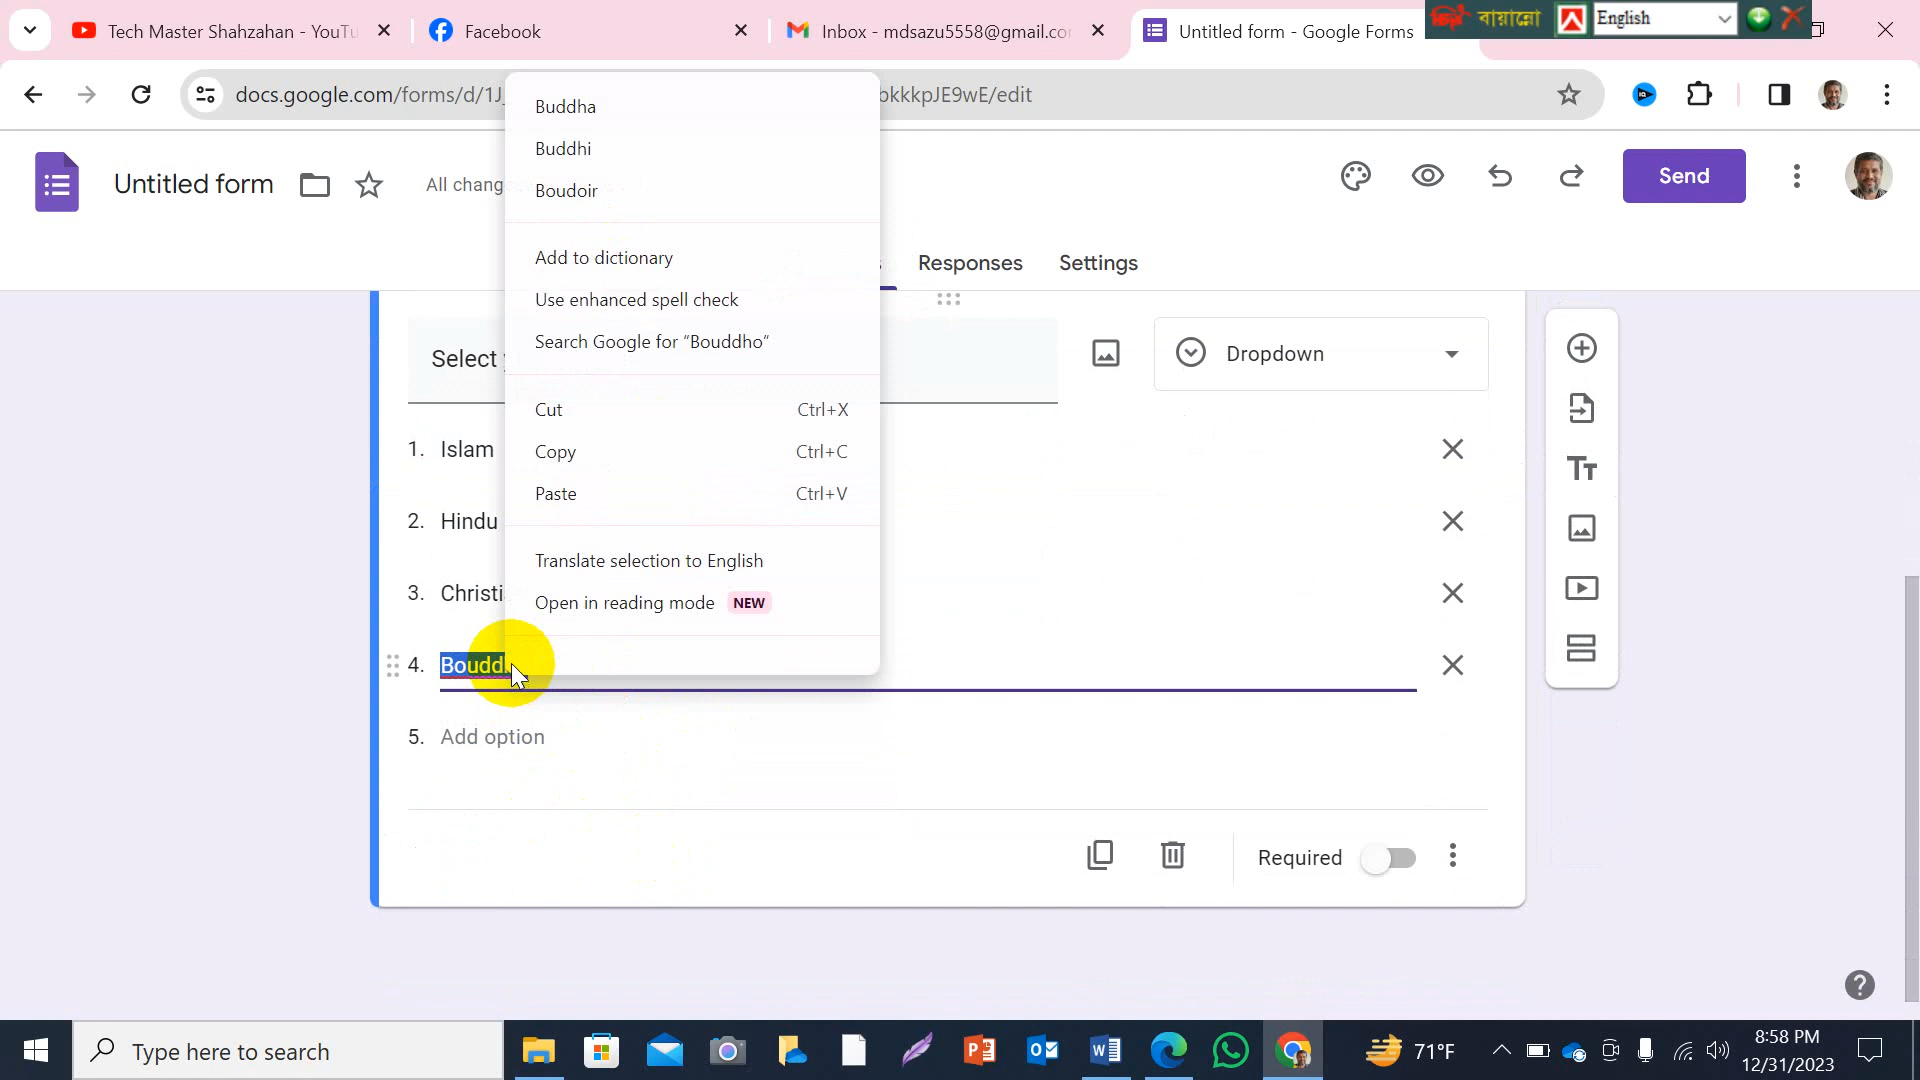 Tech Master Shahzahan - YouTu
Facebook
Inbox - mdsazu5558@gmail.co
Untitled form - Google Forms
বায়ান্নো
English
docs.google.com/forms/d/1J
kkkpJE9wE/edit
Untitled form
All chang
Send
Responses
Settings
Buddha
Buddhi
Boudoir
Add to dictionary
Use enhanced spell check
Search Google for “Bouddho”
Cut Ctrl+X
Copy Ctrl+C
Paste Ctrl+V
Translate selection to English
Open in reading mode NEW
Select
Dropdown
1. Islam
2. Hindu
3. Christi
4. Boudd
5. Add option
Required
Type here to search
71°F
8:58 PM
12/31/2023